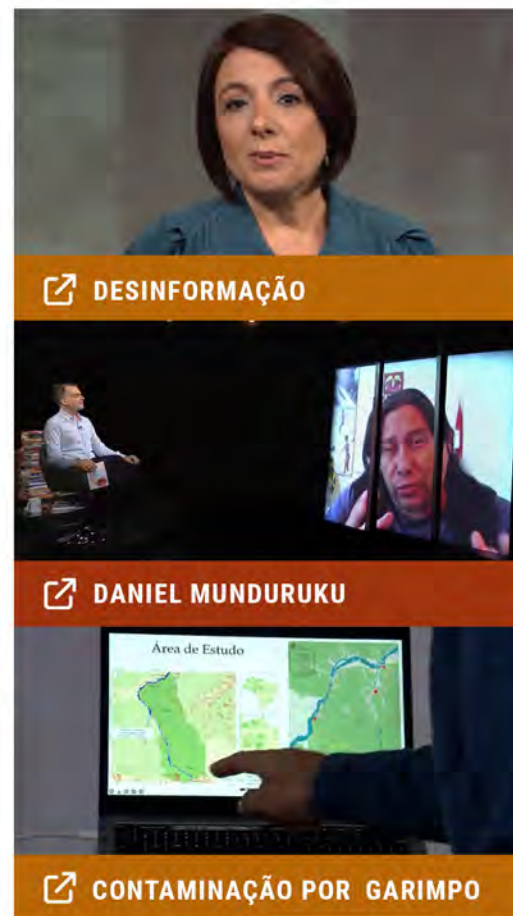 DESINFORMAÇÃO
DANIEL MUNDURUKU
Área de Estudo
CONTAMINAÇÃO POR GARIMPO